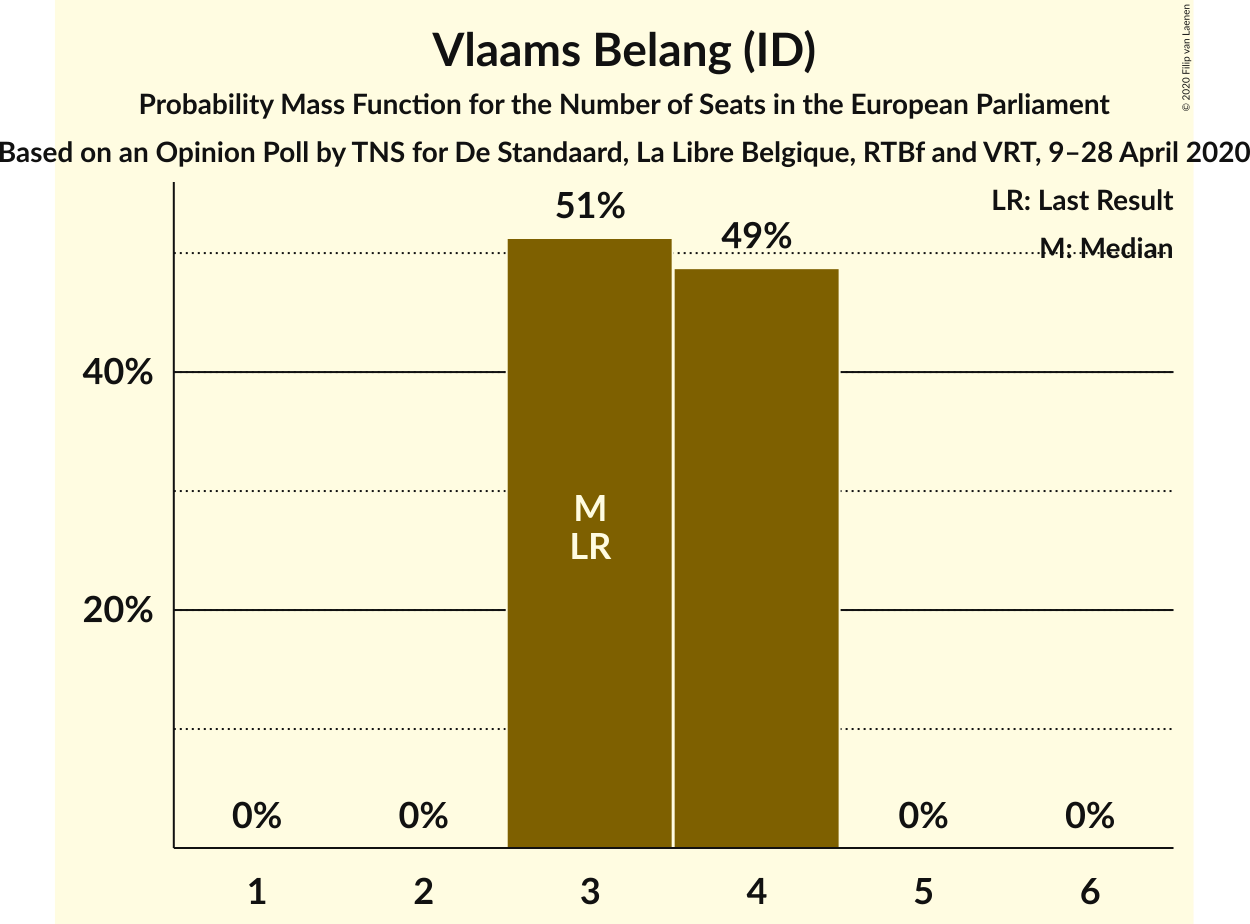 Vlaams Belang (ID)
Probability Mass Function for the Number of Seats in the European Parliament
Based on an Opinion Poll by TNS for De Standaard, La Libre Belgique, RTBf and VRT, 9–28 April 2020
© 2020 Filip van Laenen
LR: Last Result
M: Median
51%
49%
40%
M
LR
20%
0%
0%
0%
0%
1
2
3
4
5
6